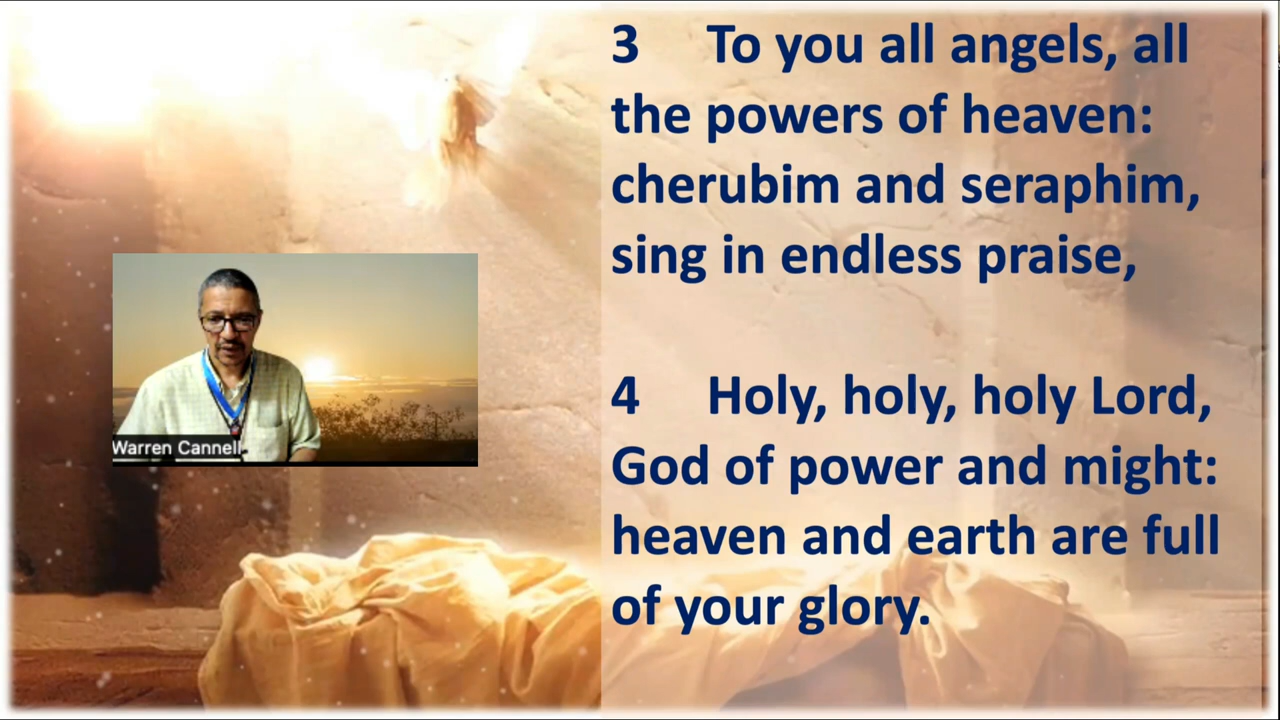 3 To you all angels, all
the powers of heaven:
cherubim and seraphim,
sing in endless praise,
4 Holy, holy, holy Lord,
God of power and might:
heaven and earth are full
of your glory.
Warren Cannell